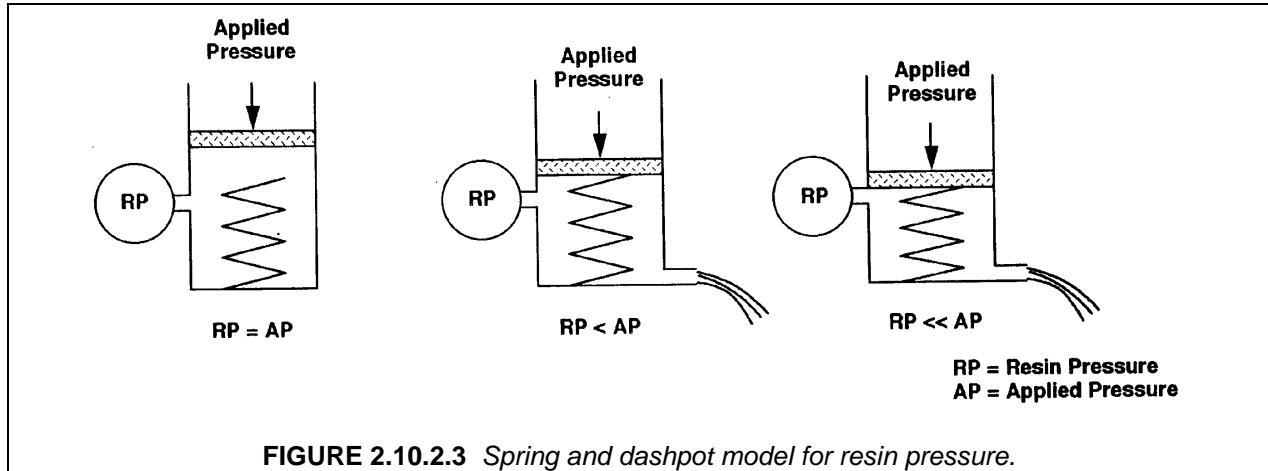 Applied
Pressure
Applied
Pressure
Applied
Pressure
RP
RP
RP
RP = AP
RP < AP
RP << AP
RP = Resin Pressure
AP = Applied Pressure
FIGURE 2.10.2.3 Spring and dashpot model for resin pressure.